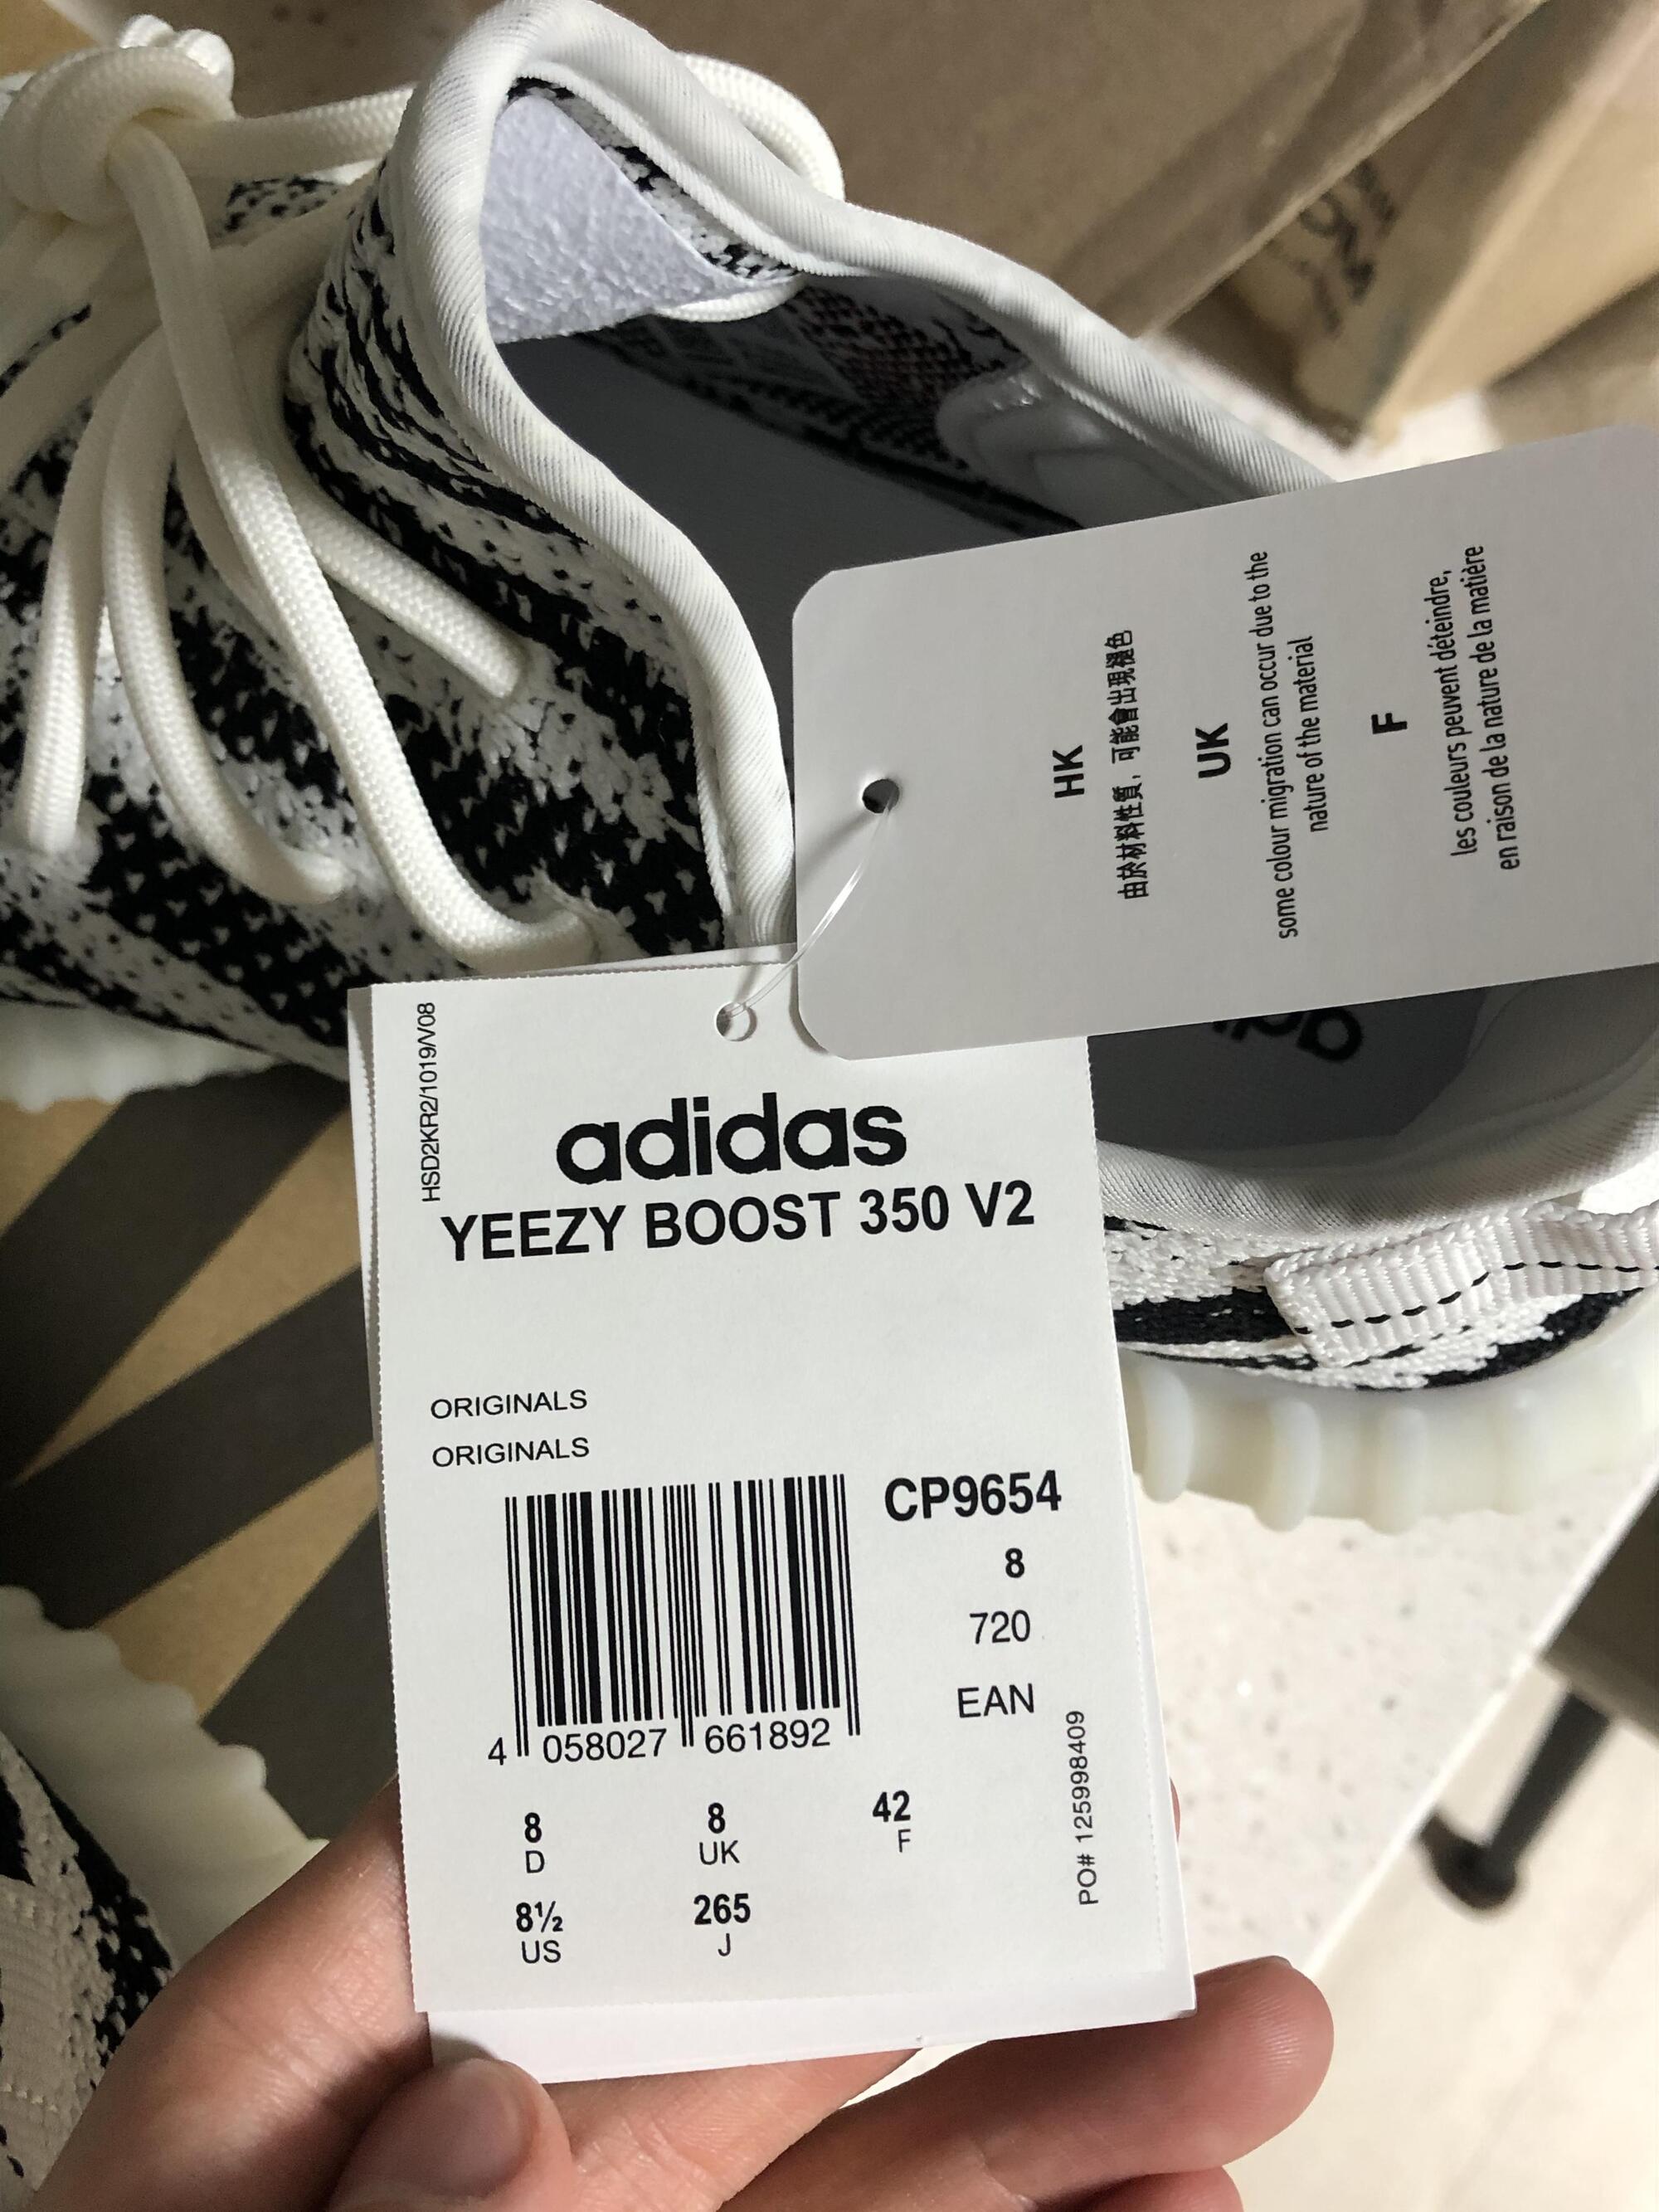 HK
由於材料性質，可能會出現褪色
UK
some colour migration can occur due to the
nature of the material
F
les couleurs peuvent déteindre,
en raison de la nature de la matière
HSD2KR2/1019/V08
adidas
YEEZY BOOST 350 V2
ORIGINALS
ORIGINALS
CP9654
8
720
EAN
4 058027 661892
8 8 42
D UK F
8½ 265
US J
PO# 125998409